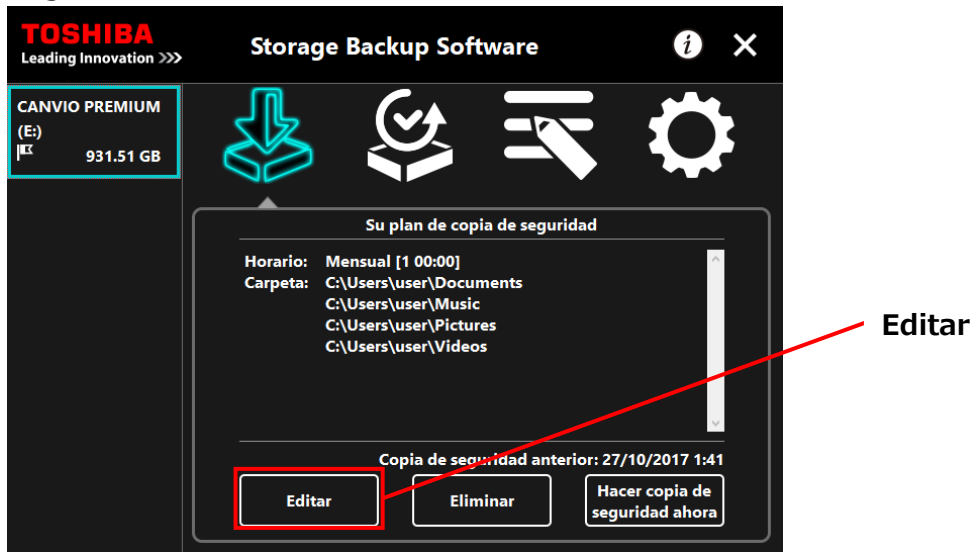 TOSHIBA
Leading Innovation >>>
Storage Backup Software
i
CANVIO PREMIUM
(E:)
931.51 GB
Su plan de copia de seguridad
Horario: Mensual [1 00:00]
Carpeta: C:\Users\user\Documents
C:\Users\user\Music
C:\Users\user\Pictures
C:\Users\user\Videos
Editar
Copia de seguridad anterior: 27/10/2017 1:41
Editar
Eliminar
Hacer copia de
seguridad ahora